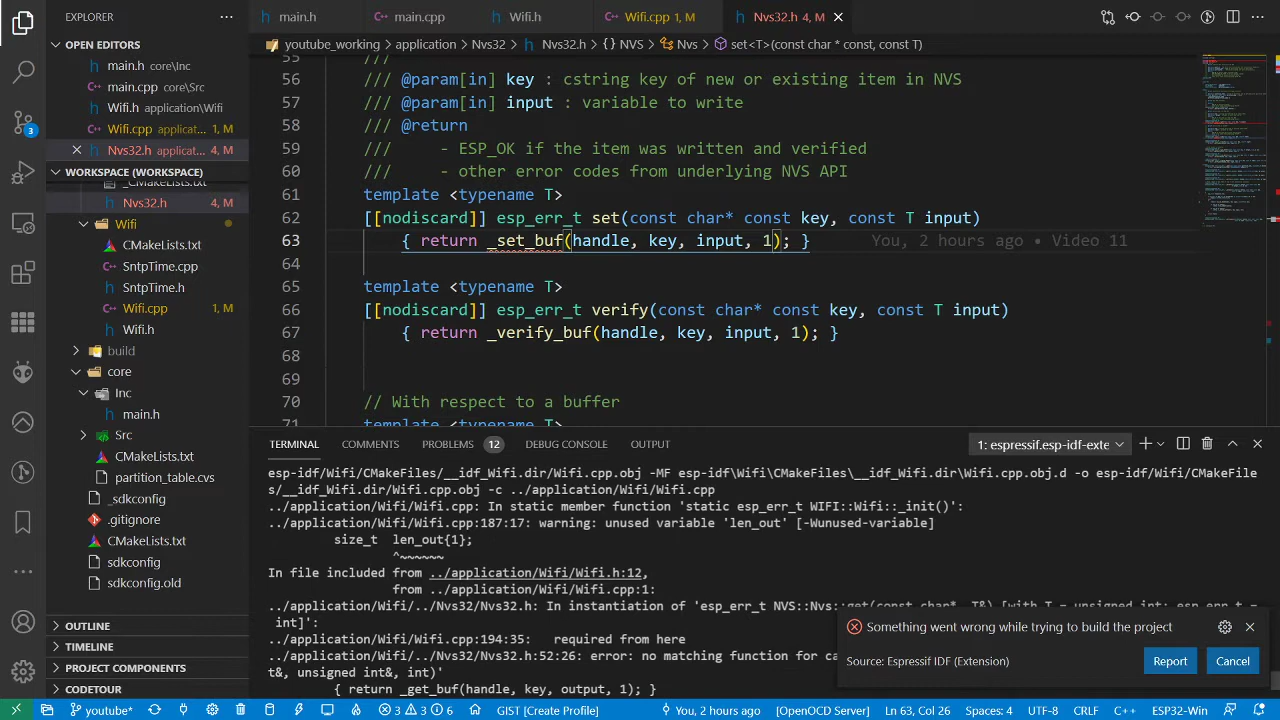 EXPLORER
main.h
main.cpp
Wifi.h
Wifi.cpp 1, M
Nvs32.h 4, M
OPEN EDITORS
main.h core\Inc
main.cpp core\Src
Wifi.h application\Wifi
Wifi.cpp applicat... 1, M
Nvs32.h applicat... 4, M
WORKSPACE (WORKSPACE)
CMakeLists.txt
Nvs32.h 4, M
Wifi
CMakeLists.txt
SntpTime.cpp
SntpTime.h
Wifi.cpp 1, M
Wifi.h
build
core
Inc
main.h
Src
CMakeLists.txt
partition_table.cvs
_sdkconfig
.gitignore
CMakeLists.txt
sdkconfig
sdkconfig.old
OUTLINE
TIMELINE
PROJECT COMPONENTS
CODETOUR
3
youtube_working > application > Nvs32 > Nvs32.h > {} NVS > Nvs > set<T>(const char * const, const T)
55 ///
56 /// @param[in] key : cstring key of new or existing item in NVS
57 /// @param[in] input : variable to write
58 /// @return
59 /// - ESP_OK if the item was written and verified
60 /// - other error codes from underlying NVS API
61 template <typename T>
62 [[nodiscard]] esp_err_t set(const char* const key, const T input)
63 { return _set_buf(handle, key, input, 1); } You, 2 hours ago • Video 11
64
65 template <typename T>
66 [[nodiscard]] esp_err_t verify(const char* const key, const T input)
67 { return _verify_buf(handle, key, input, 1); }
68
69
70 // With respect to a buffer
71 template <typename T>
TERMINAL COMMENTS PROBLEMS 12 DEBUG CONSOLE OUTPUT
1: espressif.esp-idf-exte
esp-idf/Wifi/CMakeFiles/__idf_Wifi.dir/Wifi.cpp.obj -MF esp-idf\Wifi\CMakeFiles\__idf_Wifi.dir\Wifi.cpp.obj.d -o esp-idf/Wifi/CMakeFile
s/__idf_Wifi.dir/Wifi.cpp.obj -c ../application/Wifi/Wifi.cpp
../application/Wifi/Wifi.cpp: In static member function 'static esp_err_t WIFI::Wifi::_init()':
../application/Wifi/Wifi.cpp:187:17: warning: unused variable 'len_out' [-Wunused-variable]
size_t len_out{1};
^~~~~~~
In file included from ../application/Wifi/Wifi.h:12,
from ../application/Wifi/Wifi.cpp:1:
../application/Wifi/../Nvs32/Nvs32.h: In instantiation of 'esp_err_t NVS::Nvs::get(const char*, T&) [with T = unsigned int; esp_err_t =
int]':
../application/Wifi/Wifi.cpp:194:35: required from here
../application/Wifi/../Nvs32/Nvs32.h:52:26: error: no matching function for ca
t&, unsigned int&, int)'
{ return _get_buf(handle, key, output, 1); }
Something went wrong while trying to build the project
Source: Espressif IDF (Extension)
Report
Cancel
youtube* 3 3 6 GIST [Create Profile] You, 2 hours ago [OpenOCD Server] Ln 63, Col 26 Spaces: 4 UTF-8 CRLF C++ ESP32-Win